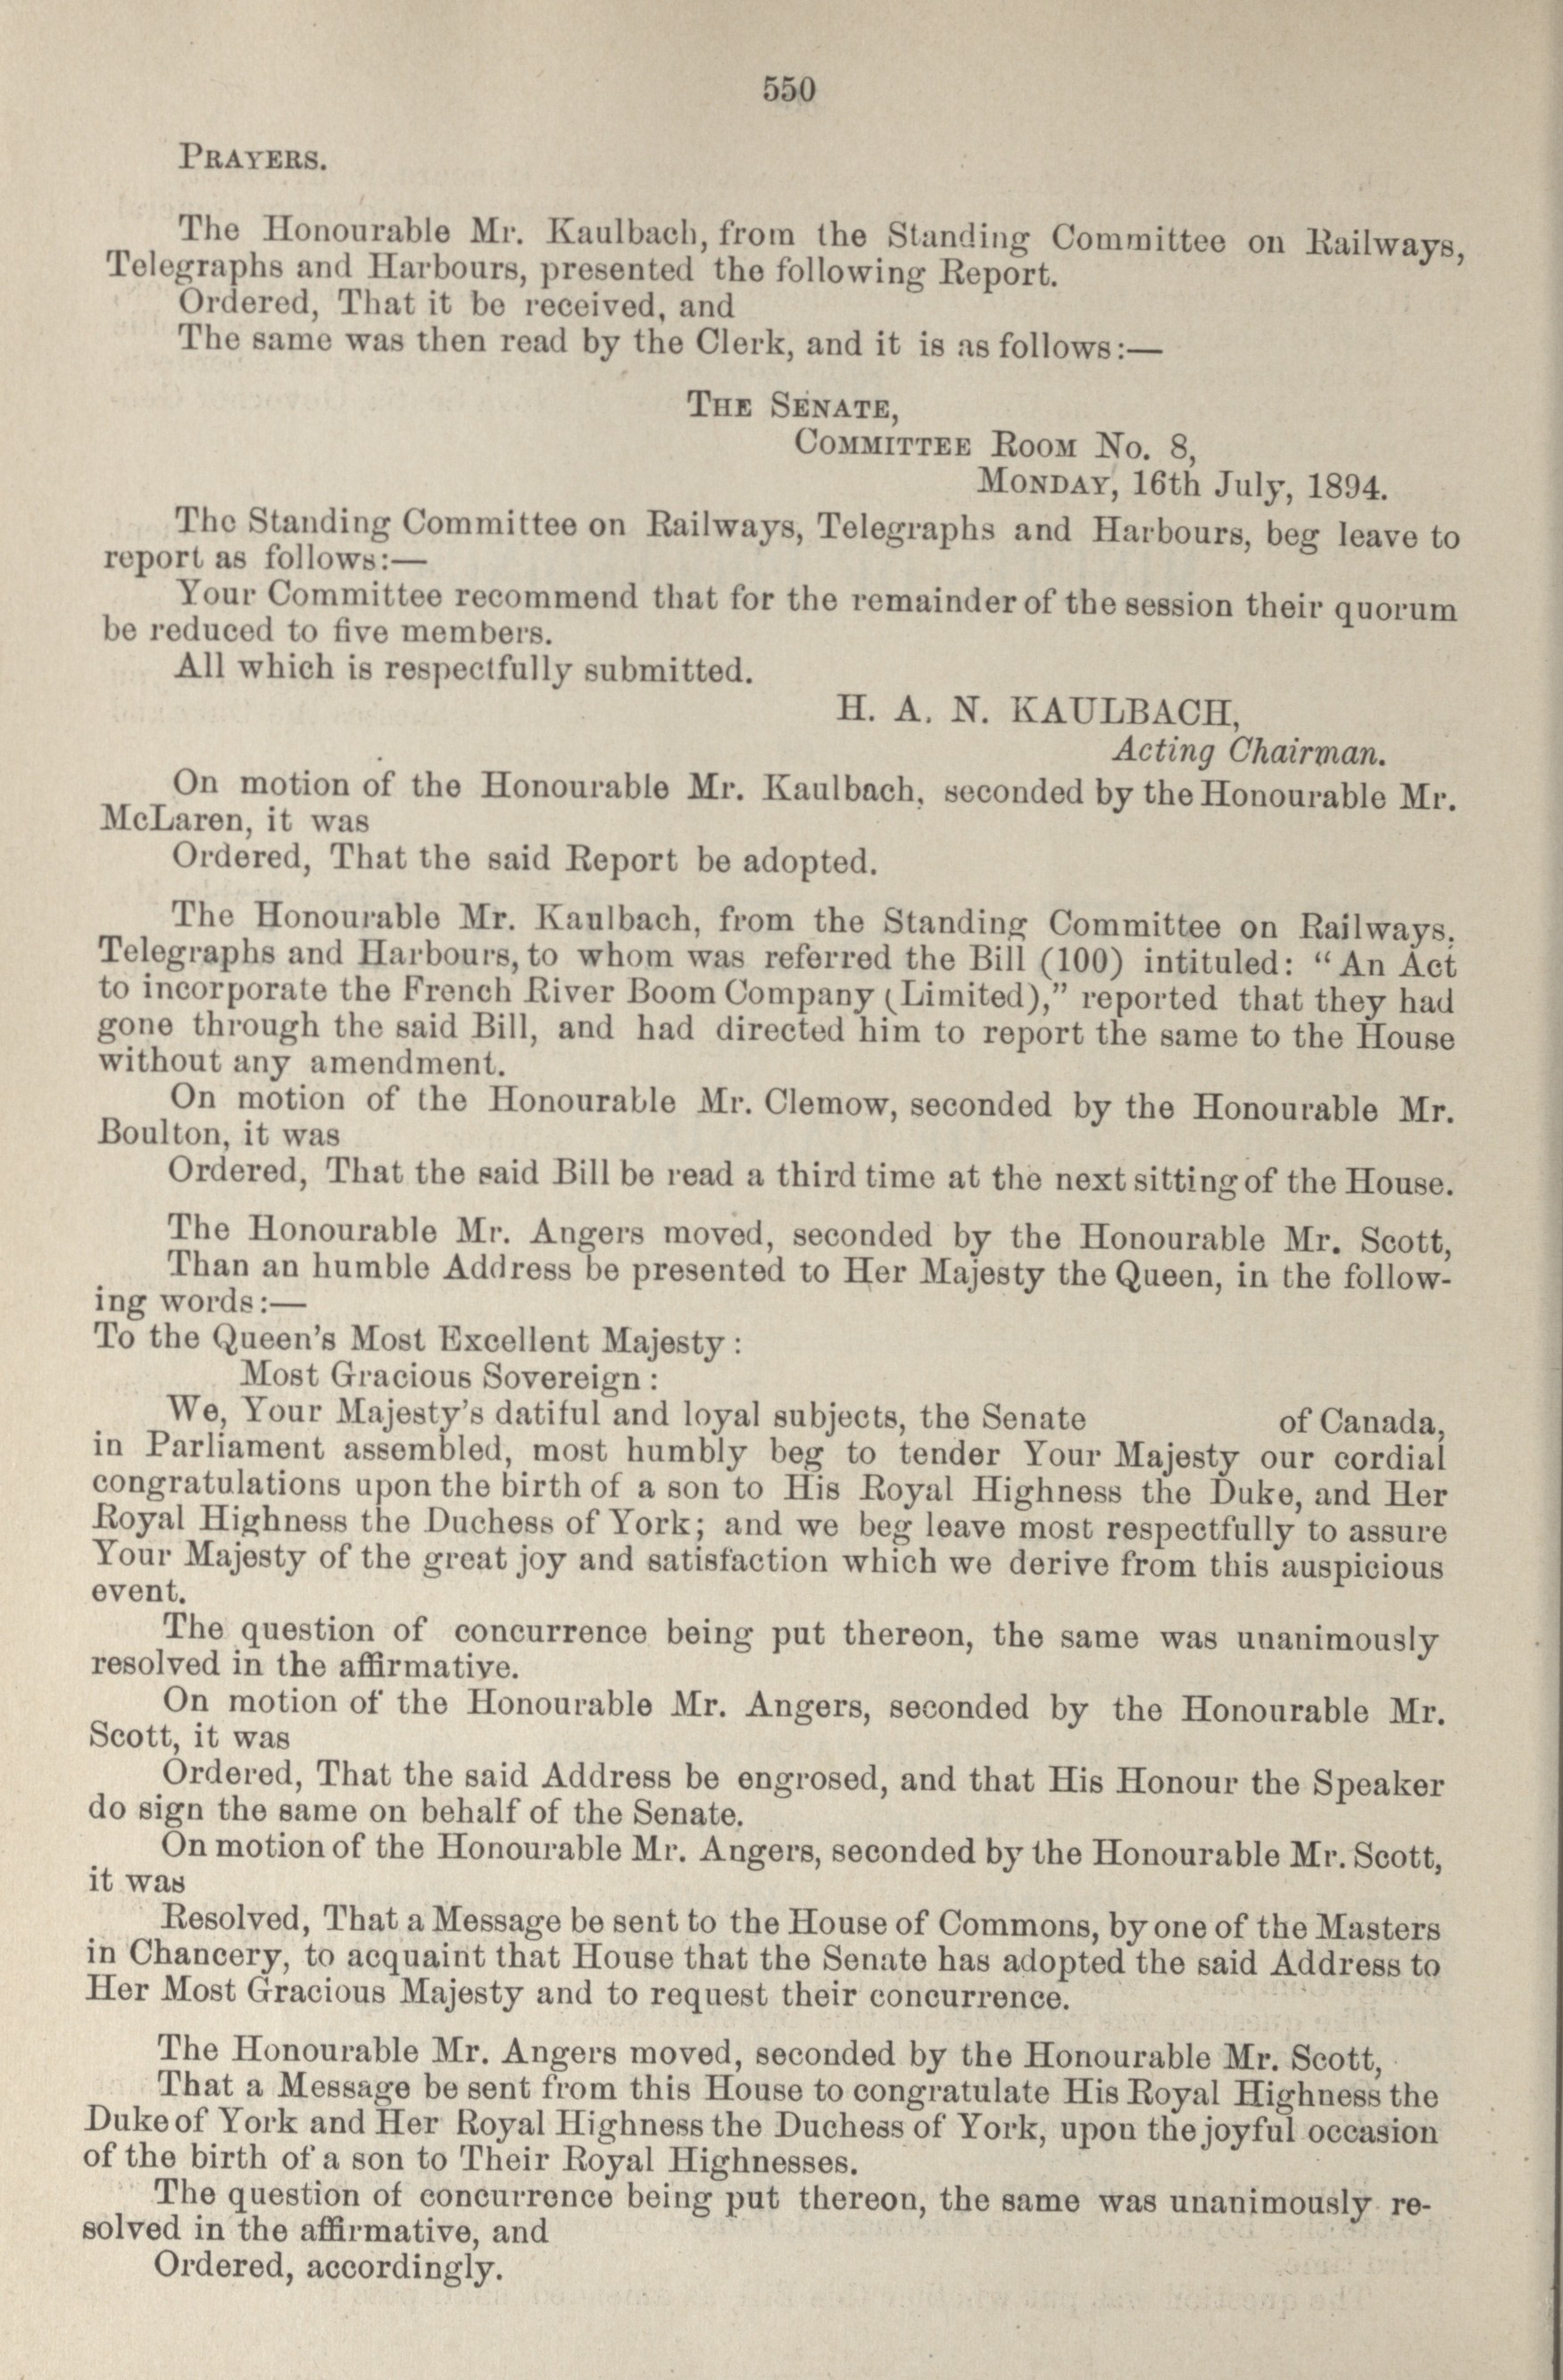 550
PRAYERS.
The Honourable Mr. Kaulbach, from the Standing Committee on Railways,
Telegraphs and Harbours, presented the following Report.
Ordered, That it be received, and
The same was then read by the Clerk, and it is as follows:—
THE SENATE,
COMMITTEE ROOM No. 8,
MONDAY, 16th July, 1894.
The Standing Committee on Railways, Telegraphs and Harbours, beg leave to
report as follows:—
Your Committee recommend that for the remainder of the session their quorum
be reduced to five members.
All which is respectfully submitted.
H. A. N. KAULBACH,
Acting Chairman.
On motion of the Honourable Mr. Kaulbach, seconded by the Honourable Mr.
McLaren, it was
Ordered, That the said Report be adopted.
The Honourable Mr. Kaulbach, from the Standing Committee on Railways,
Telegraphs and Harbours, to whom was referred the Bill (100) intituled: “An Act
to incorporate the French River Boom Company (Limited),” reported that they had
gone through the said Bill, and had directed him to report the same to the House
without any amendment.
On motion of the Honourable Mr. Clemow, seconded by the Honourable Mr.
Boulton, it was
Ordered, That the said Bill be read a third time at the next sitting of the House.
The Honourable Mr. Angers moved, seconded by the Honourable Mr. Scott,
Than an humble Address be presented to Her Majesty the Queen, in the follow-
ing words:—
To the Queen's Most Excellent Majesty:
Most Gracious Sovereign:
We, Your Majesty's datiful and loyal subjects, the Senate of Canada,
in Parliament assembled, most humbly beg to tender Your Majesty our cordial
congratulations upon the birth of a son to His Royal Highness the Duke, and Her
Royal Highness the Duchess of York; and we beg leave most respectfully to assure
Your Majesty of the great joy and satisfaction which we derive from this auspicious
event.
The question of concurrence being put thereon, the same was unanimously
resolved in the affirmative.
On motion of the Honourable Mr. Angers, seconded by the Honourable Mr.
Scott, it was
Ordered, That the said Address be engrosed, and that His Honour the Speaker
do sign the same on behalf of the Senate.
On motion of the Honourable Mr. Angers, seconded by the Honourable Mr. Scott,
it was
Resolved, That a Message be sent to the House of Commons, by one of the Masters
in Chancery, to acquaint that House that the Senate has adopted the said Address to
Her Most Gracious Majesty and to request their concurrence.
The Honourable Mr. Angers moved, seconded by the Honourable Mr. Scott,
That a Message be sent from this House to congratulate His Royal Highness the
Duke of York and Her Royal Highness the Duchess of York, upon the joyful occasion
of the birth of a son to Their Royal Highnesses.
The question of concurrence being put thereon, the same was unanimously re-
solved in the affirmative, and
Ordered, accordingly.